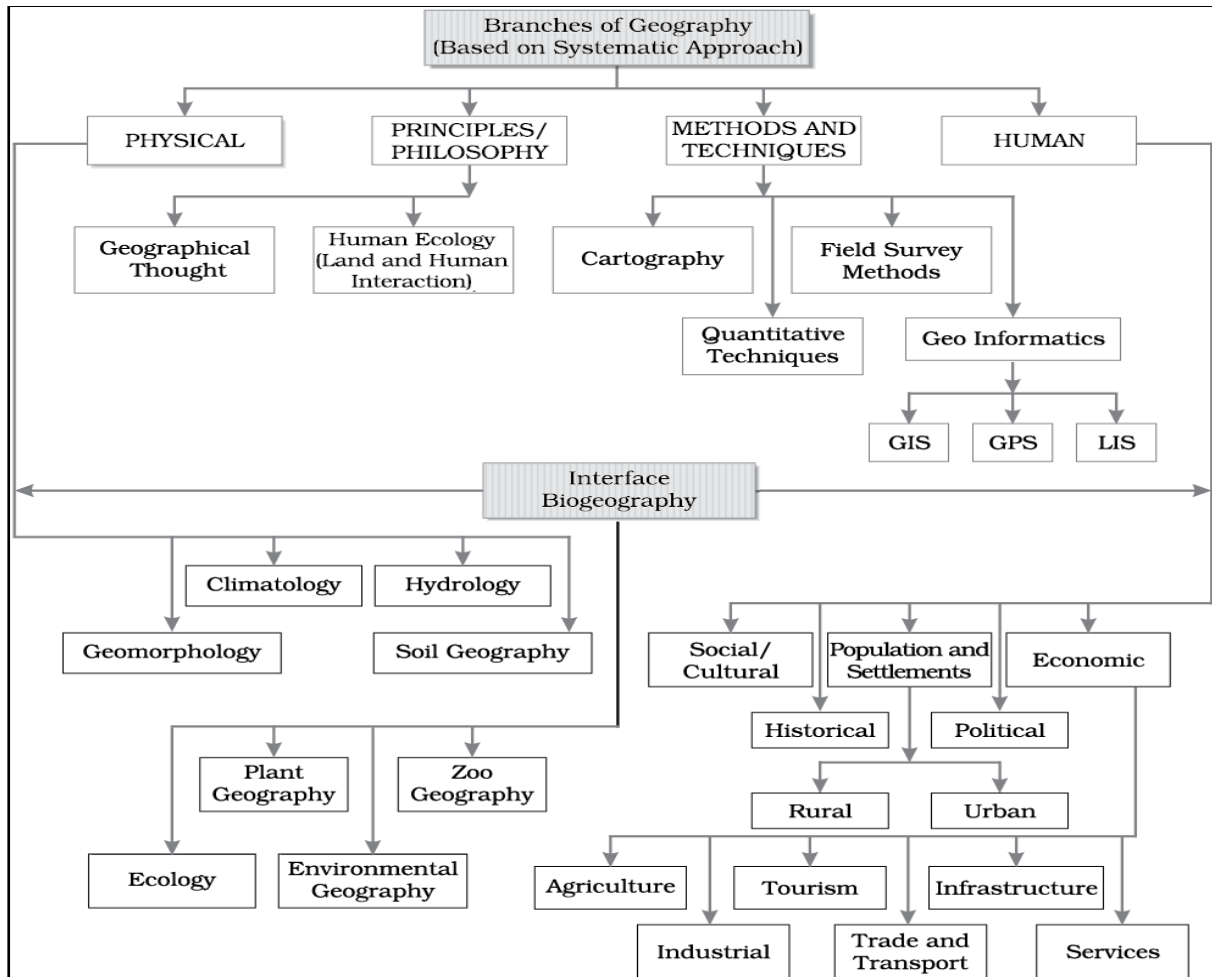 Branches of Geography
(Based on Systematic Approach)
PHYSICAL
PRINCIPLES/
PHILOSOPHY
METHODS AND
TECHNIQUES
HUMAN
Geographical
Thought
Human Ecology
(Land and Human
Interaction)
Cartography
Field Survey
Methods
Quantitative
Techniques
Geo Informatics
GIS
GPS
LIS
Interface
Biogeography
Climatology
Hydrology
Geomorphology
Soil Geography
Social/
Cultural
Population and
Settlements
Economic
Historical
Political
Plant
Geography
Zoo
Geography
Rural
Urban
Ecology
Environmental
Geography
Agriculture
Tourism
Infrastructure
Industrial
Trade and
Transport
Services